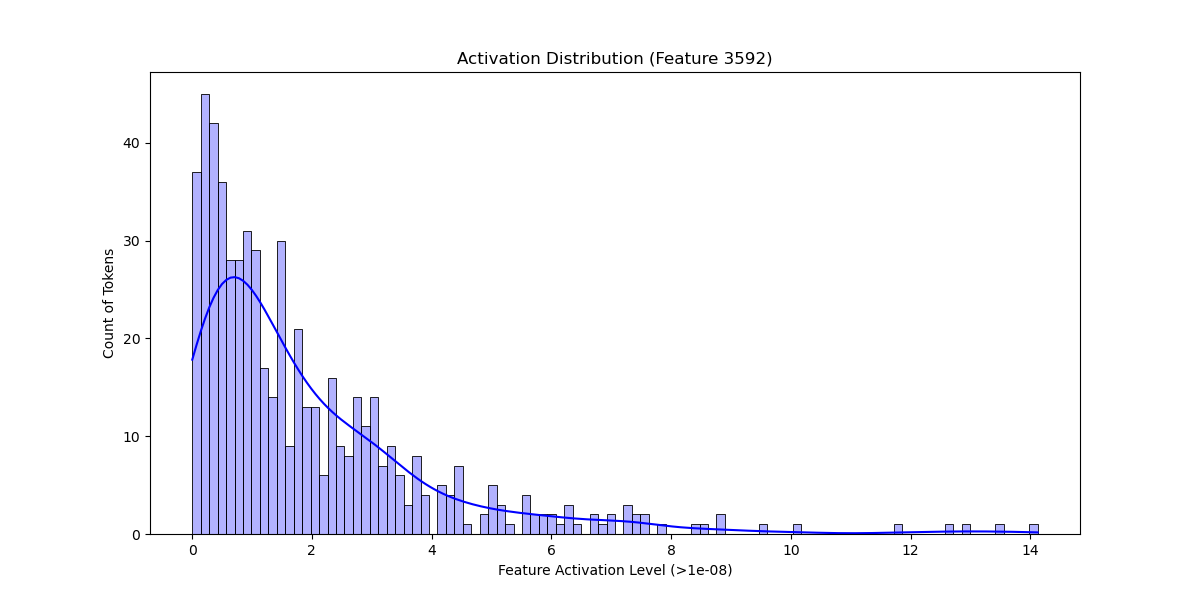 Activation Distribution (Feature 3592)
Count of Tokens
40
30
20
10
0
0 2 4 6 8 10 12 14
Feature Activation Level (>1e-08)